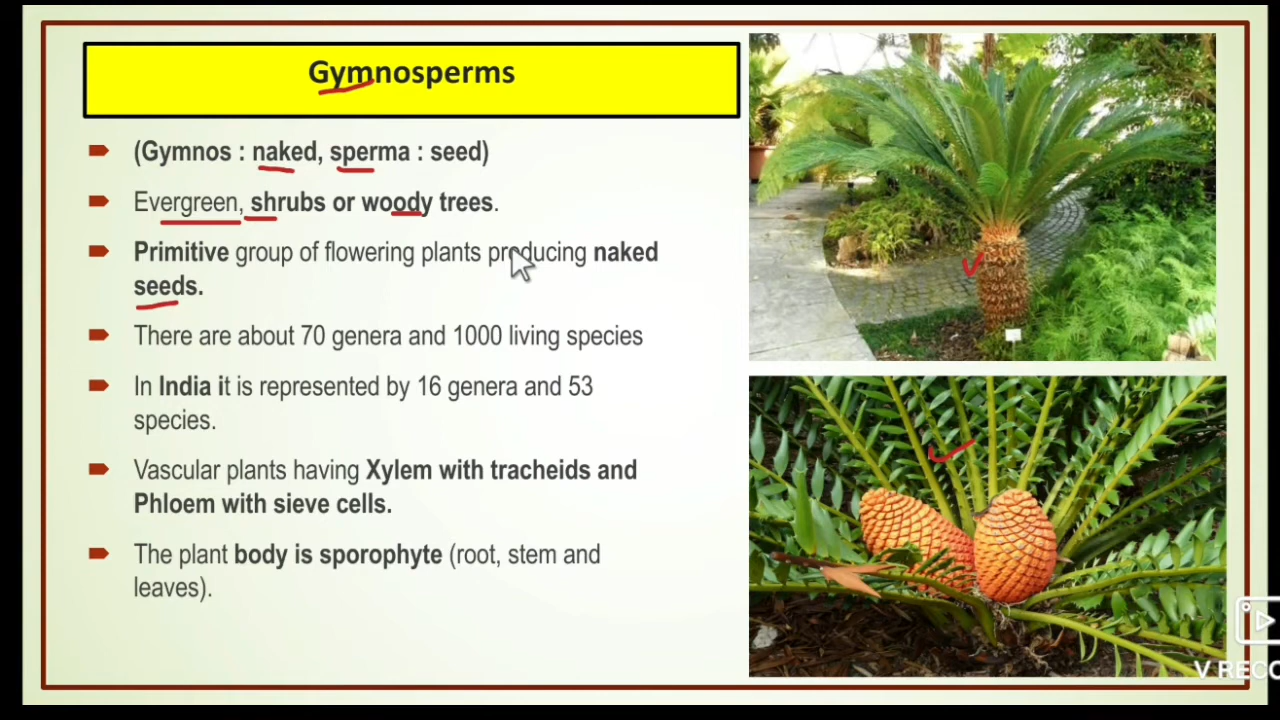 Gymnosperms
(Gymnos : naked, sperma : seed)
Evergreen, shrubs or woody trees.
Primitive group of flowering plants producing naked
seeds.
There are about 70 genera and 1000 living species
In India it is represented by 16 genera and 53
species.
Vascular plants having Xylem with tracheids and
Phloem with sieve cells.
The plant body is sporophyte (root, stem and
leaves).
V RECO